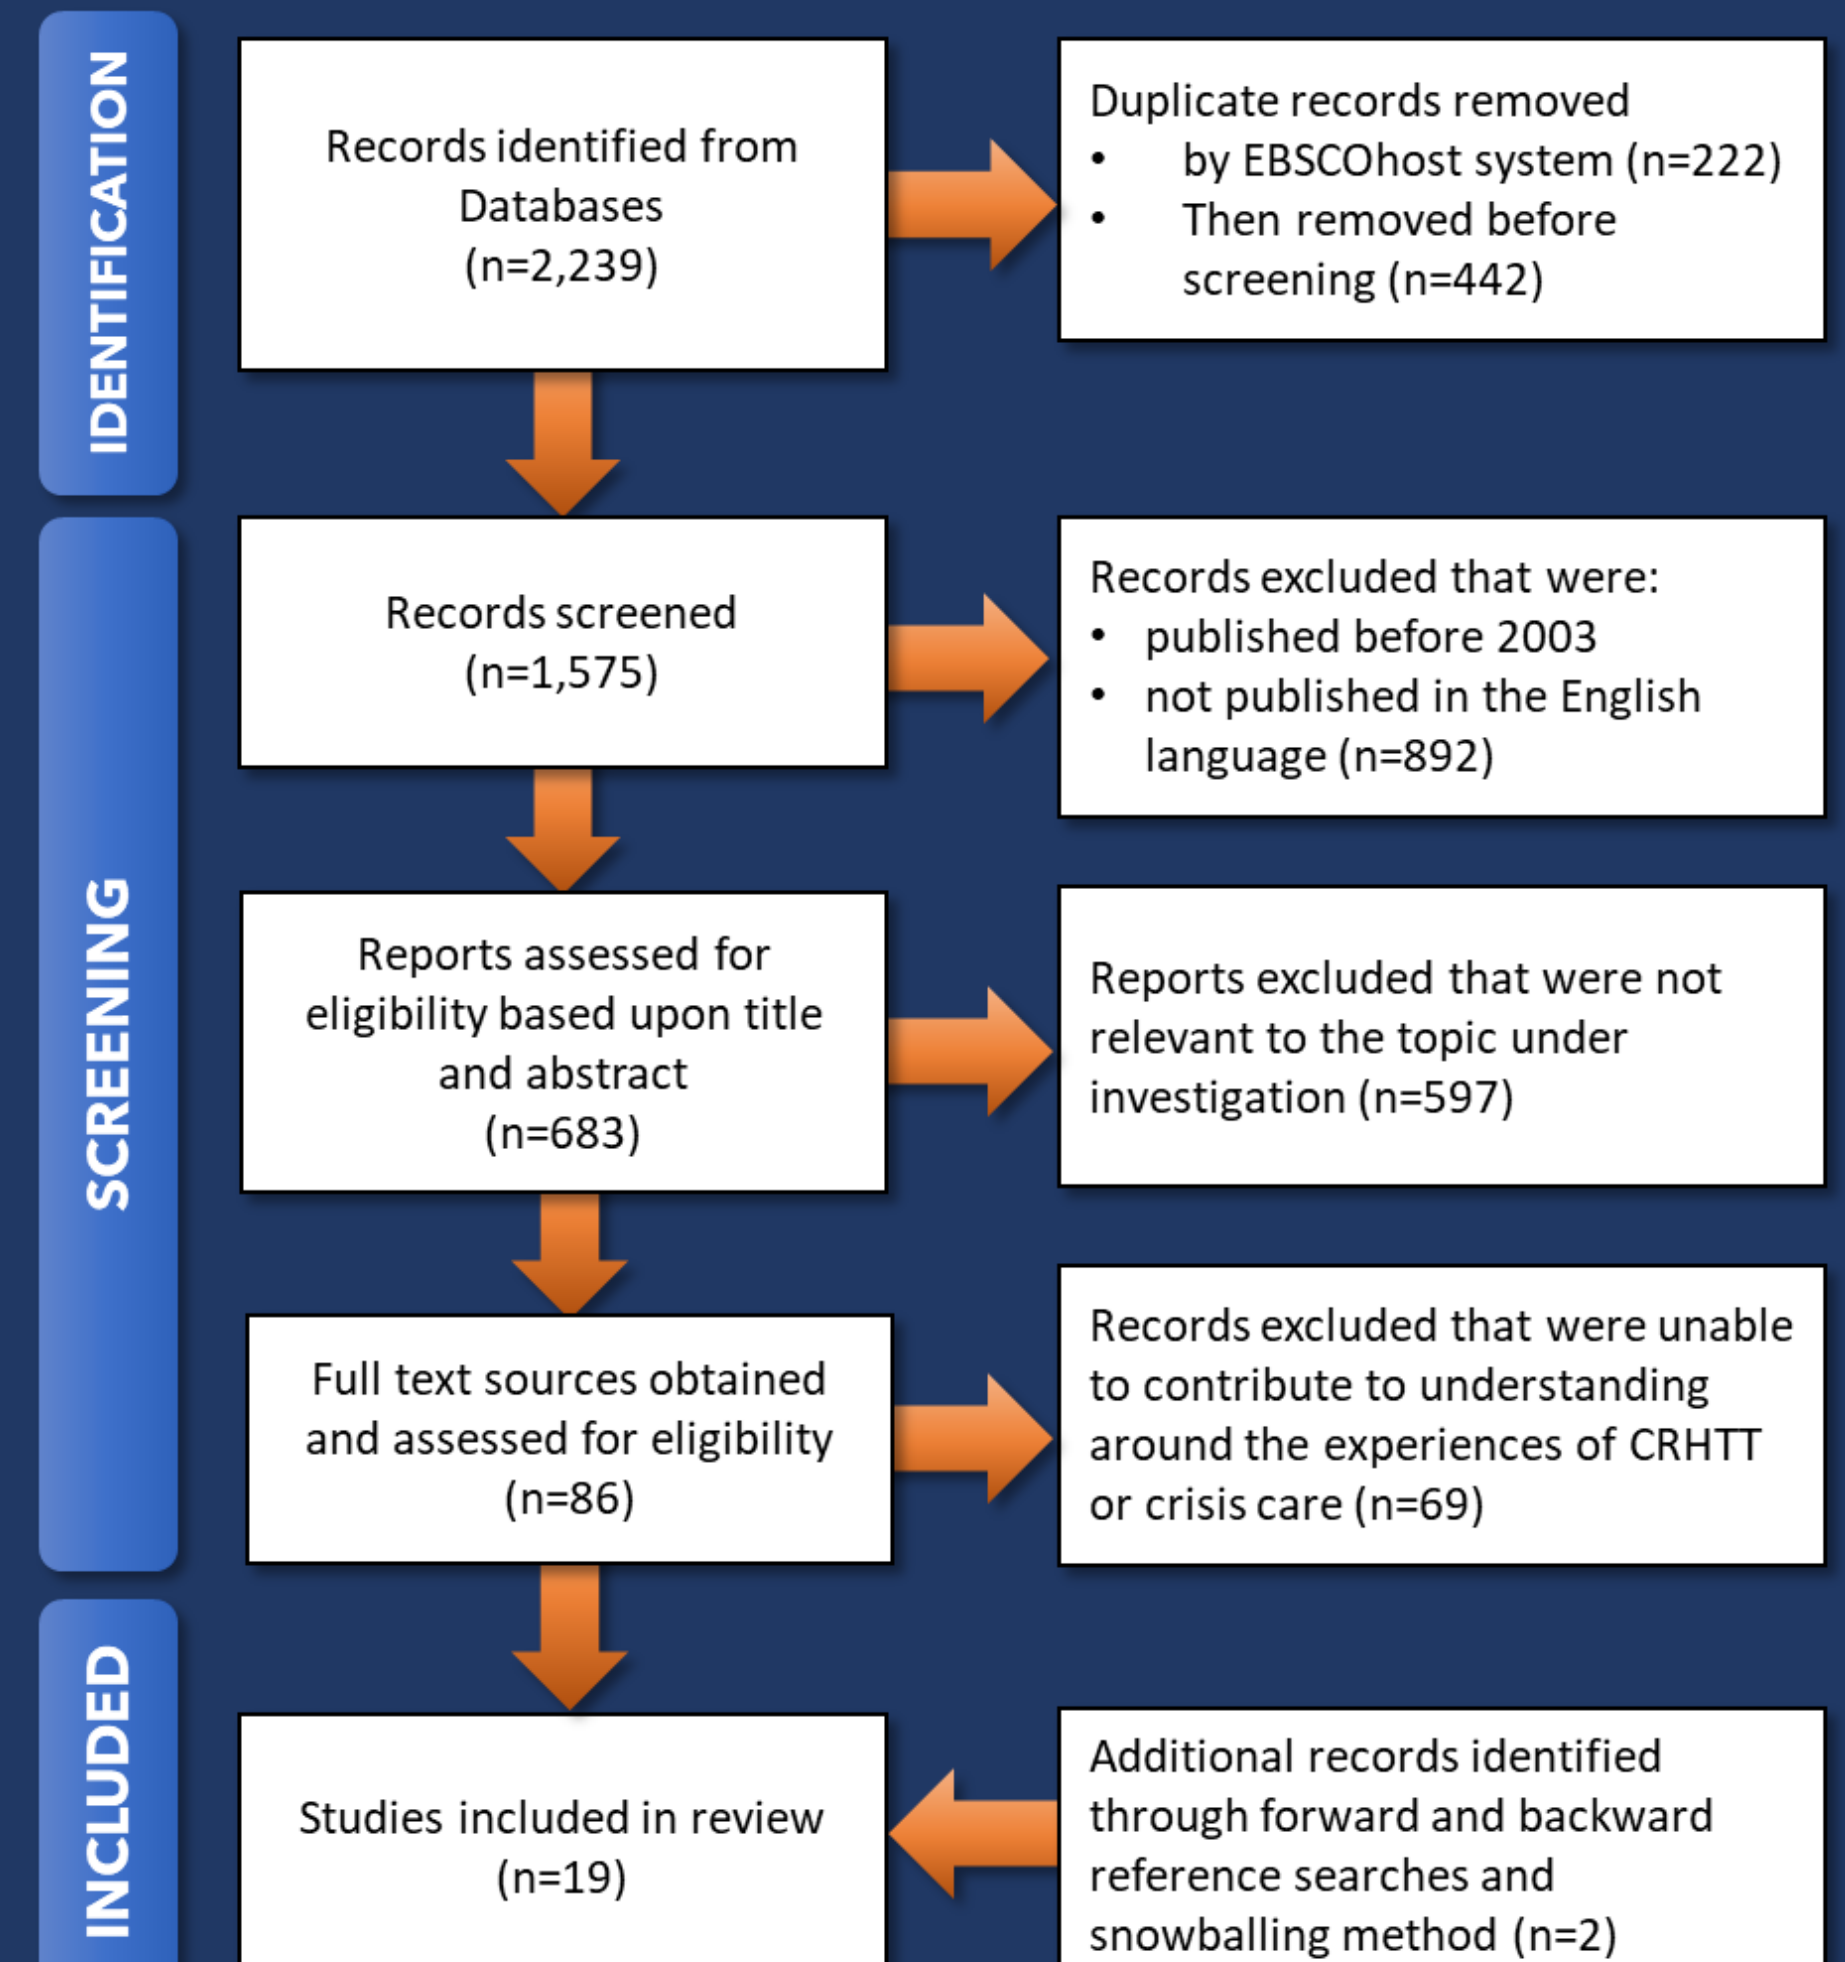 IDENTIFICATION
Records identified from
Databases
(n=2,239)
Duplicate records removed
• by EBSCOhost system (n=222)
• Then removed before
screening (n=442)
SCREENING
Records screened
(n=1,575)
Records excluded that were:
• published before 2003
• not published in the English
language (n=892)
Reports assessed for
eligibility based upon title
and abstract
(n=683)
Reports excluded that were not
relevant to the topic under
investigation (n=597)
Full text sources obtained
and assessed for eligibility
(n=86)
Records excluded that were unable
to contribute to understanding
around the experiences of CRHTT
or crisis care (n=69)
INCLUDED
Studies included in review
(n=19)
Additional records identified
through forward and backward
reference searches and
snowballing method (n=2)